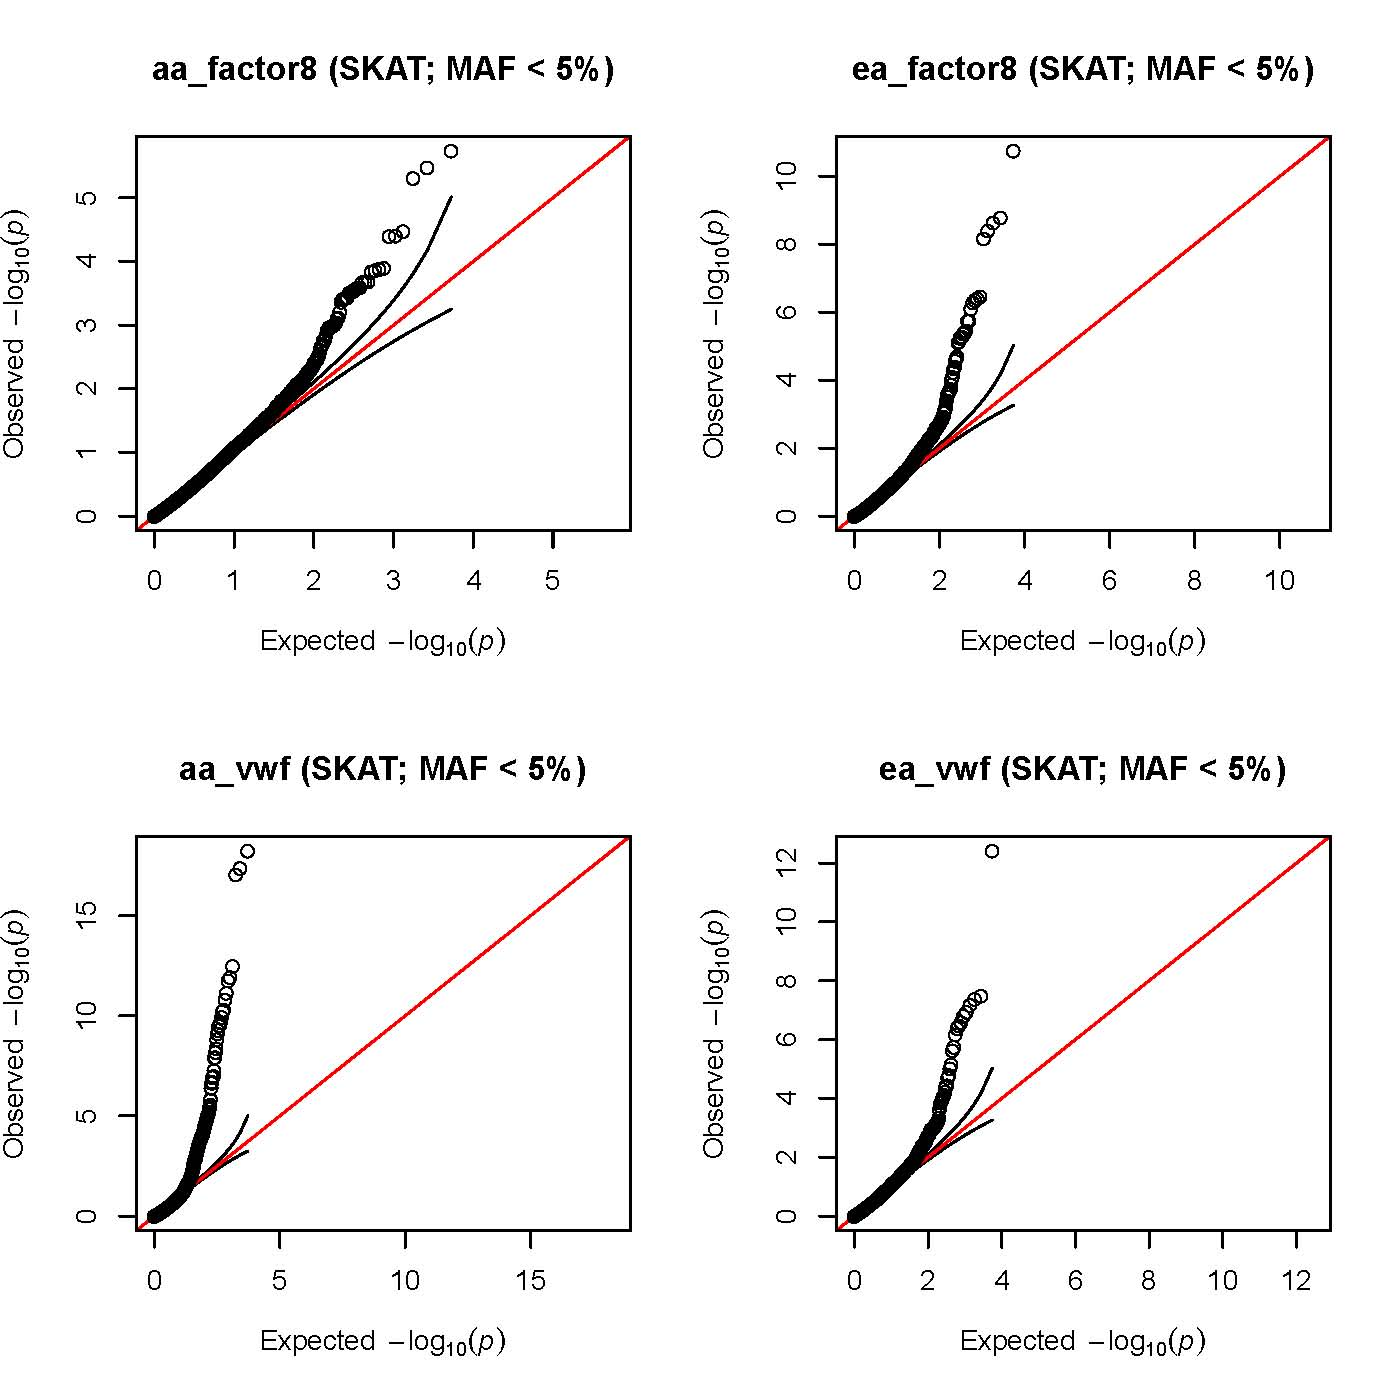 aa_factor8 (SKAT; MAF < 5%)
Observed −log10(p)
5
4
3
2
1
0
0 1 2 3 4 5
Expected −log10(p)
ea_factor8 (SKAT; MAF < 5%)
Observed −log10(p)
10
8
6
4
2
0
0 2 4 6 8 10
Expected −log10(p)
aa_vwf (SKAT; MAF < 5%)
Observed −log10(p)
15
10
5
0
0 5 10 15
Expected −log10(p)
ea_vwf (SKAT; MAF < 5%)
Observed −log10(p)
12
10
8
6
4
2
0
0 2 4 6 8 10 12
Expected −log10(p)